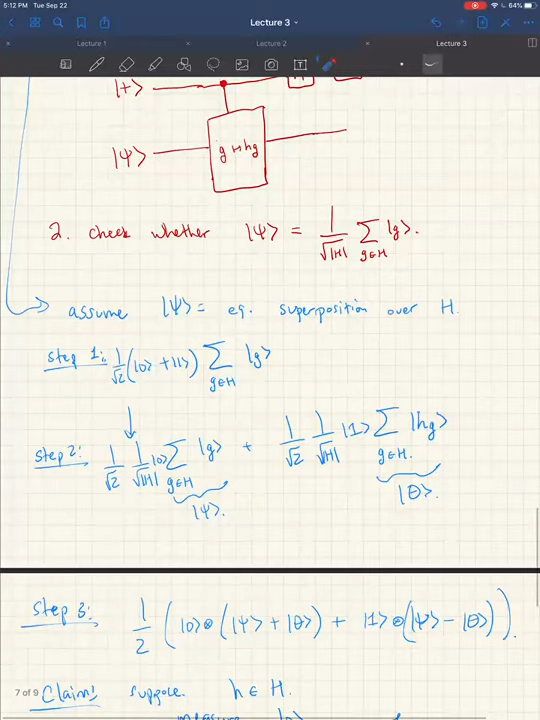 5:12 PM Tue Sep 22
64%
Lecture 3
Lecture 1
Lecture 2
Lecture 3
|+⟩
|ψ⟩
g ↦ hg
2. check whether |ψ⟩ = 1/√|H| ∑_{g∈H} |g⟩.
assume |ψ⟩ = eq. superposition over H.
Step 1: 1/√2 (|0⟩ + |1⟩) ∑_{g∈H} |g⟩
Step 2: 1/√2 1/√|H| |0⟩ ∑_{g∈H} |g⟩ + 1/√2 1/√|H| |1⟩ ∑_{g∈H.} |hg⟩
|ψ⟩.
|θ⟩.
Step 3: 1/2 (|0⟩⊗(|ψ⟩ + |θ⟩) + |1⟩⊗(|ψ⟩ − |θ⟩)).
7 of 9
Claim: suppose. h ∈ H.
measure